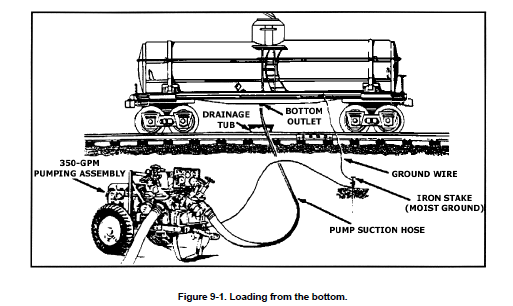 DRAINAGE
TUB
BOTTOM
OUTLET
350-GPM
PUMPING ASSEMBLY
GROUND WIRE
IRON STAKE
(MOIST GROUND)
PUMP SUCTION HOSE
Figure 9-1. Loading from the bottom.